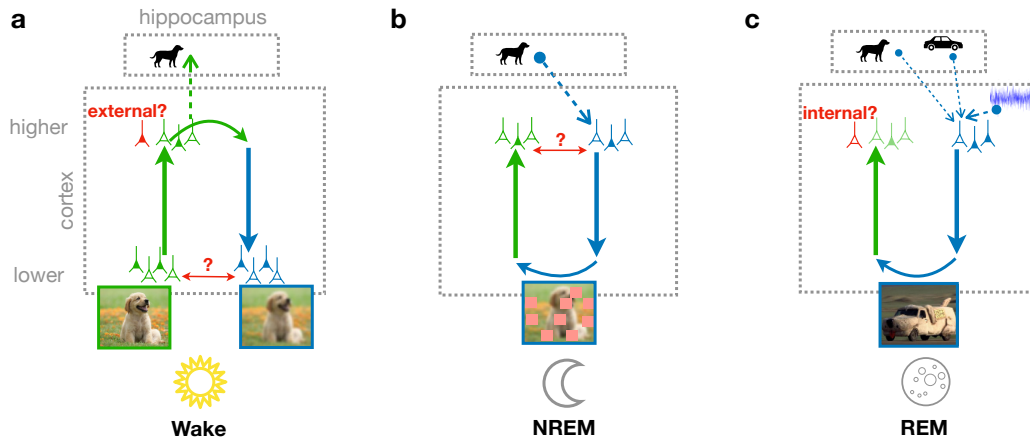 a
hippocampus
external?
higher
cortex
lower
?
Wake
b
?
NREM
c
internal?
REM